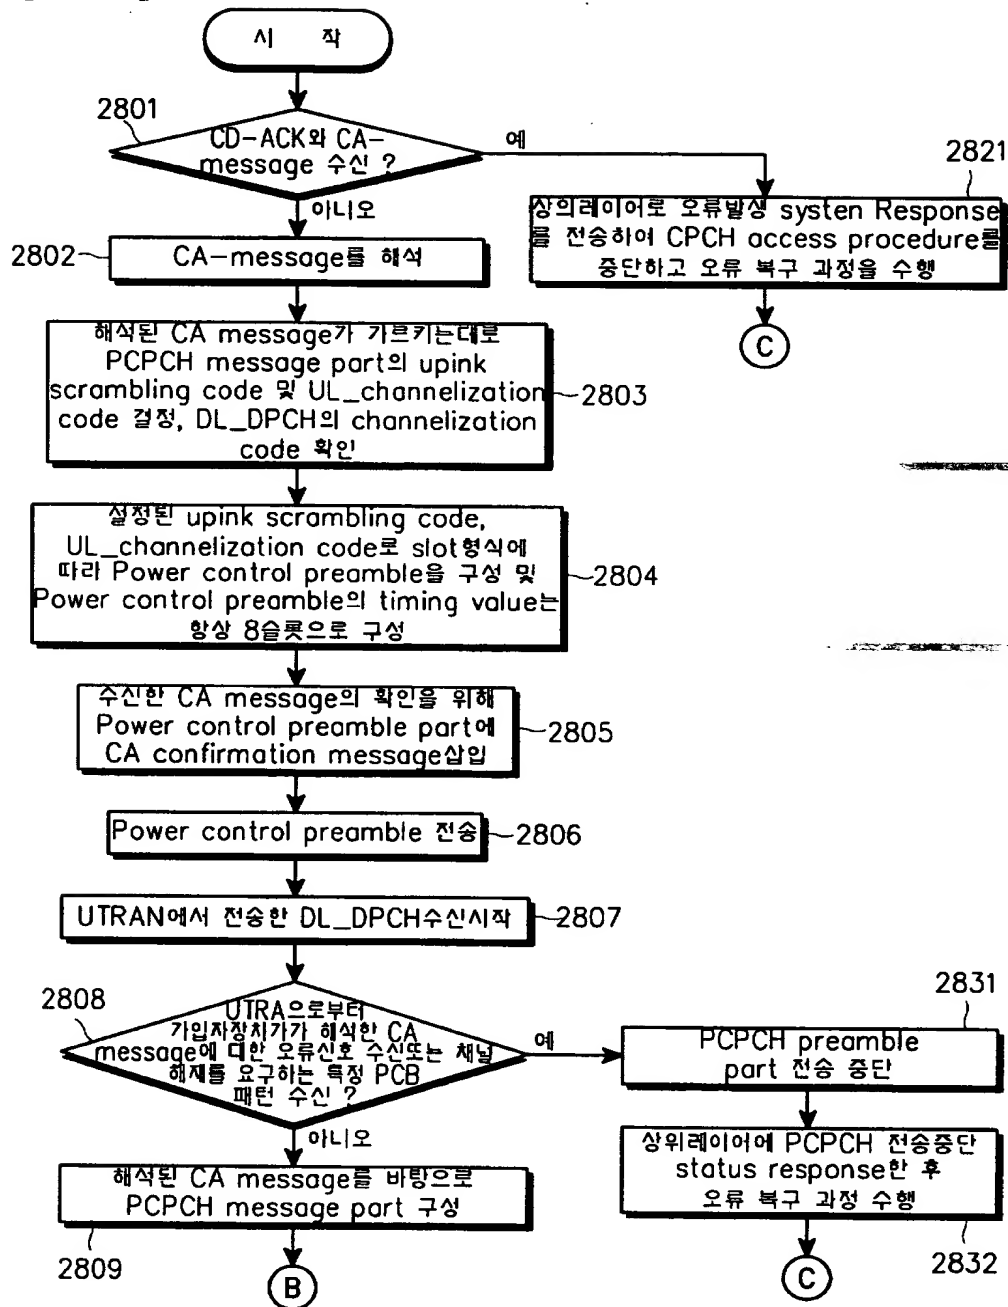 시 작
2801
CD-ACK와 CA-
message 수신 ?
예
아니오
2821
상의레이어로 오류발생 systen Response
를 전송하여 CPCH access procedure를
중단하고 오류 복구 과정을 수행
C
2802
CA-message를 해석
해석된 CA message가 가르키는대로
PCPCH message part의 upink
scrambling code 및 UL_channelization
code 결정, DL_DPCH의 channelization
code 확인
2803
설정된 upink scrambling code,
UL_channelization code로 slot형식에
따라 Power control preamble을 구성 및
Power control preamble의 timing value는
항상 8슬롯으로 구성
2804
수신한 CA message의 확인을 위해
Power control preamble part에
CA confirmation message삽입
2805
Power control preamble 전송
2806
UTRAN에서 전송한 DL_DPCH수신시작
2807
2808
UTRA으로부터
가입자장치가가 해석한 CA
message에 대한 오류신호 수신또는 채널
해재를 요구하는 특정 PCB
패턴 수신 ?
예
아니오
2831
PCPCH preamble
part 전송 중단
상위레이어에 PCPCH 전송중단
status response한 후
오류 복구 과정 수행
2832
C
해석된 CA message를 바탕으로
PCPCH message part 구성
2809
B